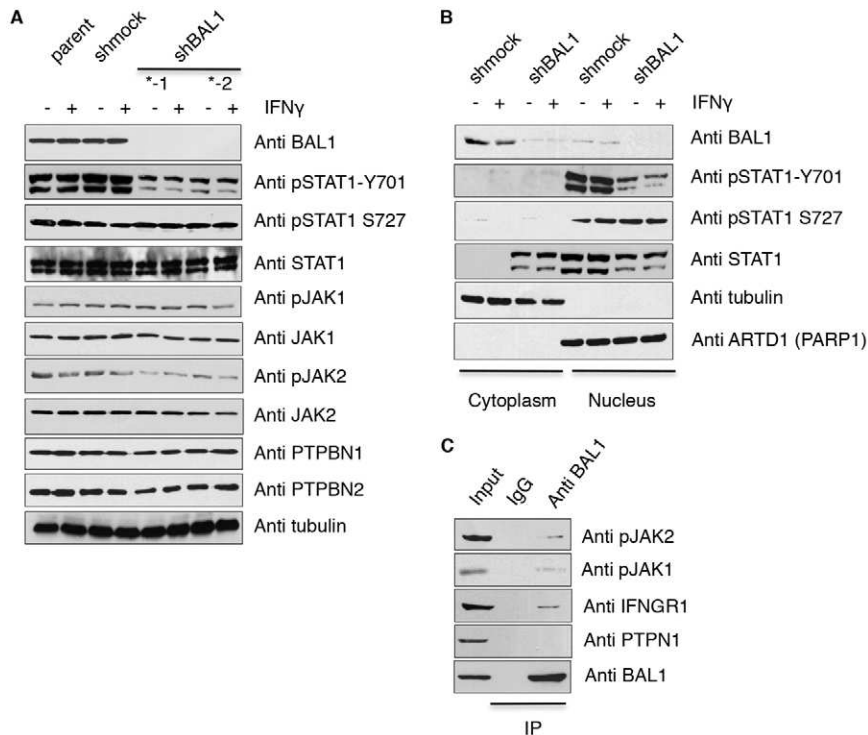 A
parent
shmock
shBAL1
*-1
*-2
- + - + - + - +
IFNγ
Anti BAL1
Anti pSTAT1-Y701
Anti pSTAT1 S727
Anti STAT1
Anti pJAK1
Anti JAK1
Anti pJAK2
Anti JAK2
Anti PTPBN1
Anti PTPBN2
Anti tubulin
B
shmock
shBAL1
shmock
shBAL1
- + - + - + - +
IFNγ
Anti BAL1
Anti pSTAT1-Y701
Anti pSTAT1 S727
Anti STAT1
Anti tubulin
Anti ARTD1 (PARP1)
Cytoplasm
Nucleus
C
Input
IgG
Anti BAL1
Anti pJAK2
Anti pJAK1
Anti IFNGR1
Anti PTPN1
Anti BAL1
IP